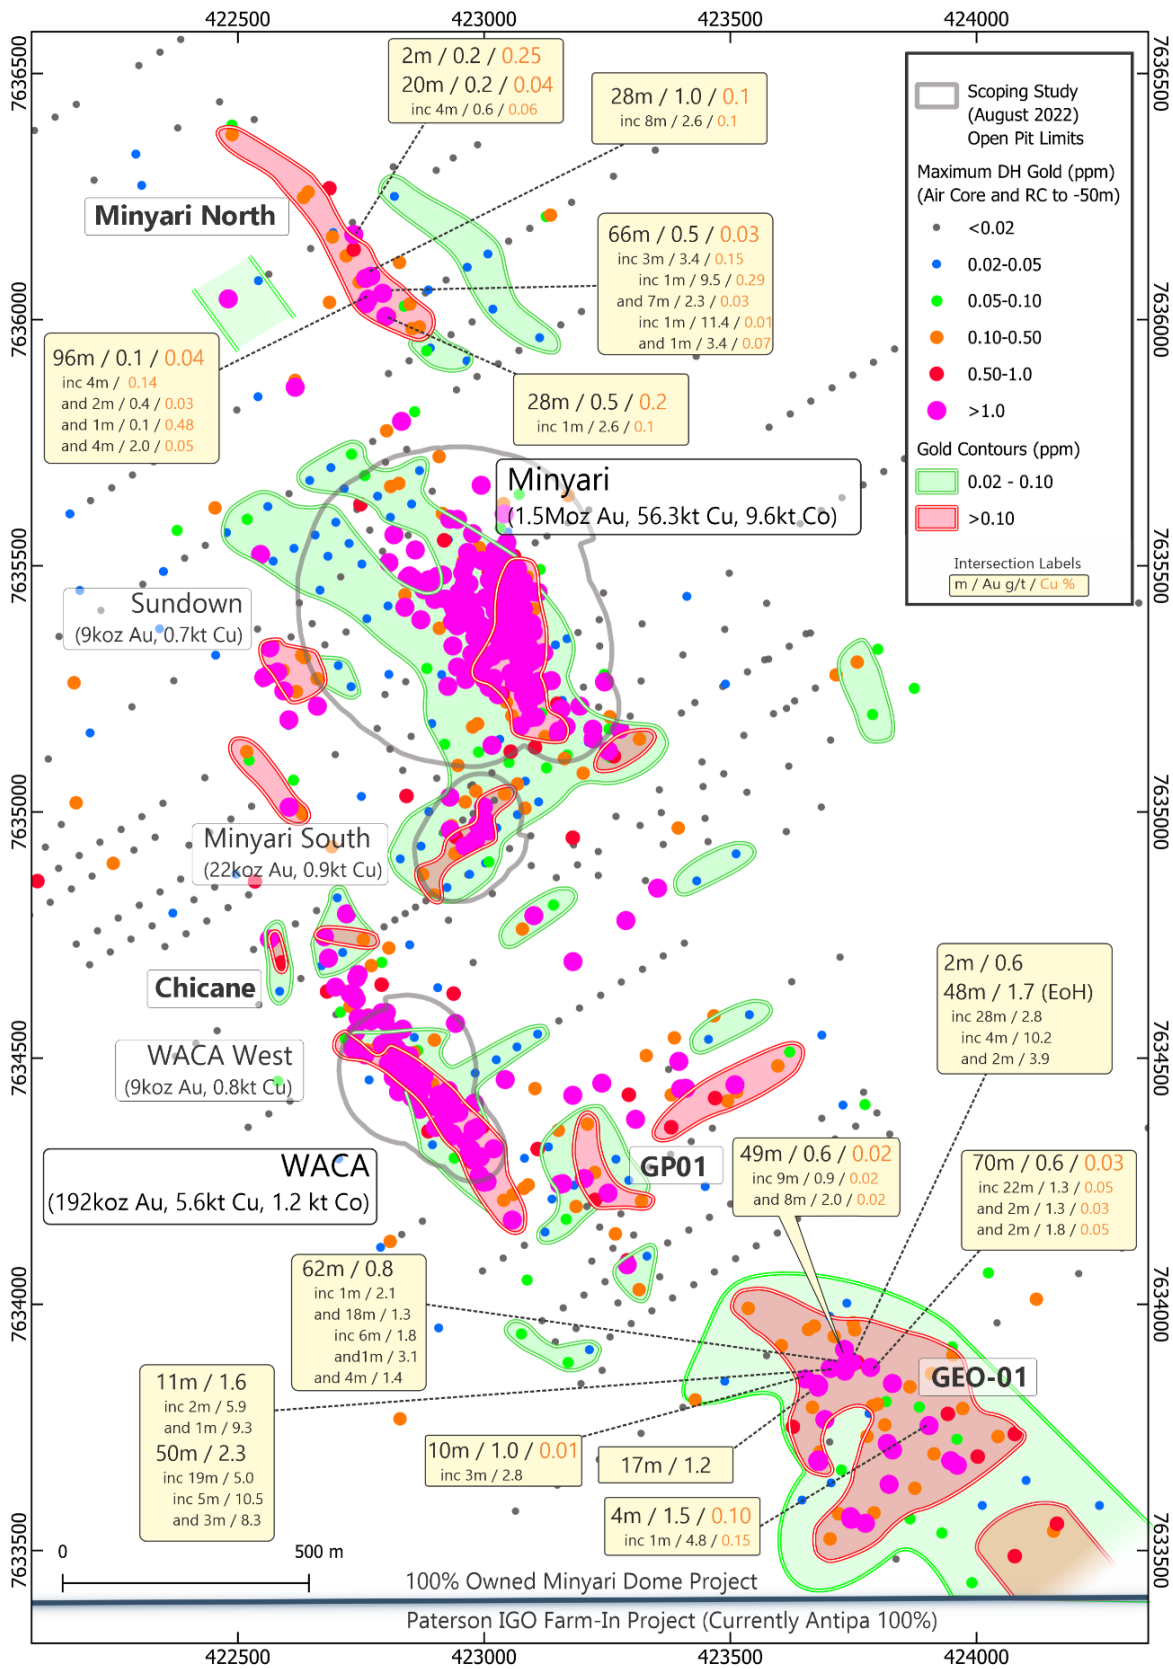 422500 423000 423500 424000
7636500
7636000
7635500
7635000
7634500
7634000
7633500
7636500
7636000
7635500
7635000
7634500
7634000
7633500
2m / 0.2 / 0.25
20m / 0.2 / 0.04
inc 4m / 0.6 / 0.06
28m / 1.0 / 0.1
inc 8m / 2.6 / 0.1
Scoping Study
(August 2022)
Open Pit Limits
Maximum DH Gold (ppm)
(Air Core and RC to -50m)
<0.02
0.02-0.05
0.05-0.10
0.10-0.50
0.50-1.0
>1.0
Gold Contours (ppm)
0.02 - 0.10
>0.10
Intersection Labels
m / Au g/t / Cu %
Minyari North
66m / 0.5 / 0.03
inc 3m / 3.4 / 0.15
inc 1m / 9.5 / 0.29
and 7m / 2.3 / 0.03
inc 1m / 11.4 / 0.01
and 1m / 3.4 / 0.07
96m / 0.1 / 0.04
inc 4m / 0.14
and 2m / 0.4 / 0.03
and 1m / 0.1 / 0.48
and 4m / 2.0 / 0.05
28m / 0.5 / 0.2
inc 1m / 2.6 / 0.1
Minyari
(1.5Moz Au, 56.3kt Cu, 9.6kt Co)
Sundown
(9koz Au, 0.7kt Cu)
Minyari South
(22koz Au, 0.9kt Cu)
Chicane
WACA West
(9koz Au, 0.8kt Cu)
WACA
(192koz Au, 5.6kt Cu, 1.2 kt Co)
GP01
2m / 0.6
48m / 1.7 (EoH)
inc 28m / 2.8
inc 4m / 10.2
and 2m / 3.9
49m / 0.6 / 0.02
inc 9m / 0.9 / 0.02
and 8m / 2.0 / 0.02
70m / 0.6 / 0.03
inc 22m / 1.3 / 0.05
and 2m / 1.3 / 0.03
and 2m / 1.8 / 0.05
62m / 0.8
inc 1m / 2.1
and 18m / 1.3
inc 6m / 1.8
and1m / 3.1
and 4m / 1.4
GEO-01
11m / 1.6
inc 2m / 5.9
and 1m / 9.3
50m / 2.3
inc 19m / 5.0
inc 5m / 10.5
and 3m / 8.3
10m / 1.0 / 0.01
inc 3m / 2.8
17m / 1.2
4m / 1.5 / 0.10
inc 1m / 4.8 / 0.15
0 500 m
100% Owned Minyari Dome Project
Paterson IGO Farm-In Project (Currently Antipa 100%)
422500 423000 423500 424000